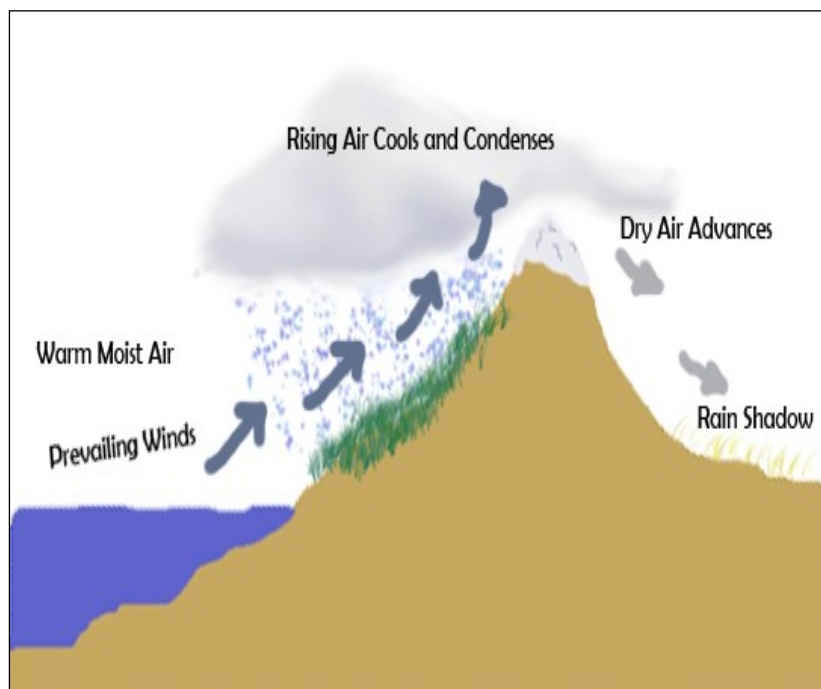 Rising Air Cools and Condenses
Dry Air Advances
Warm Moist Air
Prevailing Winds
Rain Shadow